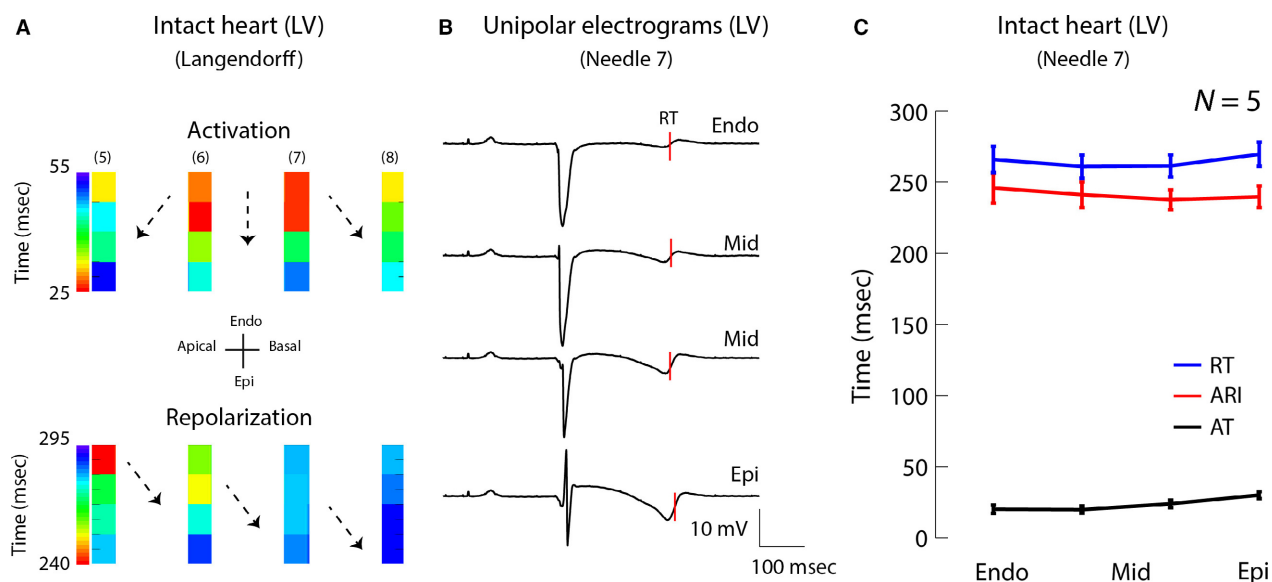 A
Intact heart (LV)
(Langendorff)
Activation
(5)
(6)
(7)
(8)
55
Time (msec)
25
Endo
Apical
Basal
Epi
Repolarization
295
Time (msec)
240
B
Unipolar electrograms (LV)
(Needle 7)
RT
Endo
Mid
Mid
Epi
10 mV
100 msec
C
Intact heart (LV)
(Needle 7)
N = 5
300
250
200
150
100
50
0
Time (msec)
RT
ARI
AT
Endo
Mid
Epi